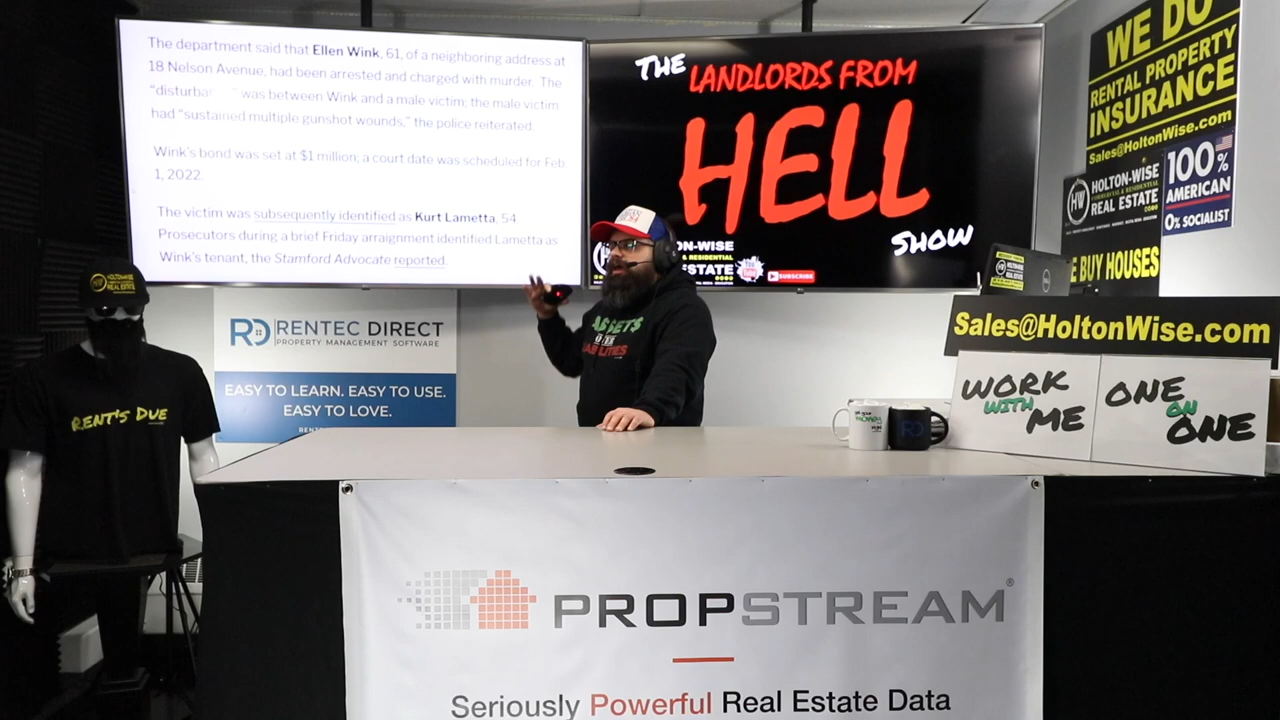 The department said that Ellen Wink, 61, of a neighboring address at
18 Nelson Avenue, had been arrested and charged with murder. The
was between Wink and a male victim; the male victim
had “sustained multiple gunshot wounds,” the police reiterated.
Wink's bond was set at $1 million; a court date was scheduled for Feb.
1, 2022.
The victim was subsequently identified as Kurt Lametta, 54
Prosecutors during a brief Friday arraignment identified Lametta as
Wink's tenant, the Stamford Advocate reported.
THE
LANDLORDS FROM
HELL
SHOW
ESTATE
SUBSCRIBE
WE DO
RENTAL PROPERTY
INSURANCE
Sales@HoltonWise.com
HW
HOLTON-WISE
COMMERCIAL & RESIDENTIAL
REAL ESTATE
100%
AMERICAN
0% SOCIALIST
BUY HOUSES
Sales@HoltonWise.com
WORK
WITH
ME
ONE
ON
ONE
RD
RENTEC DIRECT
PROPERTY MANAGEMENT SOFTWARE
EASY TO LEARN. EASY TO USE.
EASY TO LOVE.
RENT'S DUE
PROPSTREAM®
Seriously Powerful Real Estate Data